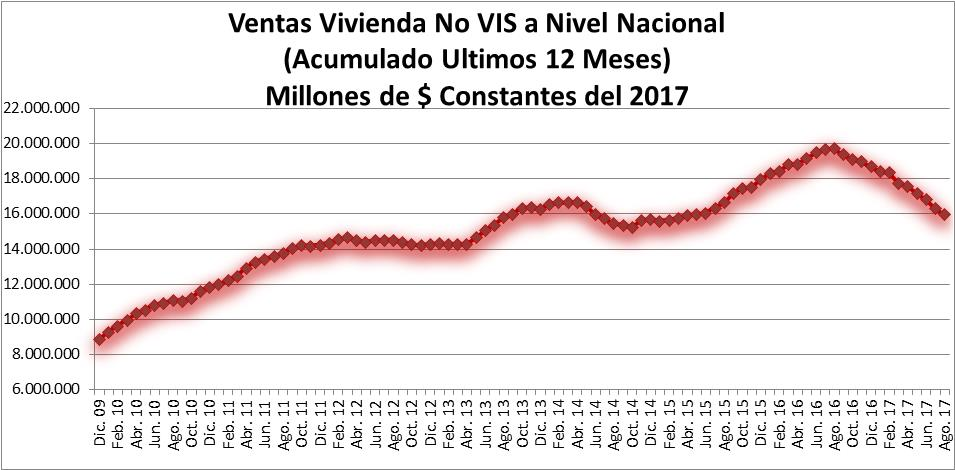 Ventas Vivienda No VIS a Nivel Nacional
(Acumulado Ultimos 12 Meses)
Millones de $ Constantes del 2017
22.000.000
20.000.000
18.000.000
16.000.000
14.000.000
12.000.000
10.000.000
8.000.000
6.000.000
Dic. 09
Feb. 10
Abr. 10
Jun. 10
Ago. 10
Oct. 10
Dic. 10
Feb. 11
Abr. 11
Jun. 11
Ago. 11
Oct. 11
Dic. 11
Feb. 12
Abr. 12
Jun. 12
Ago. 12
Oct. 12
Dic. 12
Feb. 13
Abr. 13
Jun. 13
Ago. 13
Oct. 13
Dic. 13
Feb. 14
Abr. 14
Jun. 14
Ago. 14
Oct. 14
Dic. 14
Feb. 15
Abr. 15
Jun. 15
Ago. 15
Oct. 15
Dic. 15
Feb. 16
Abr. 16
Jun. 16
Ago. 16
Oct. 16
Dic. 16
Feb. 17
Abr. 17
Jun. 17
Ago. 17